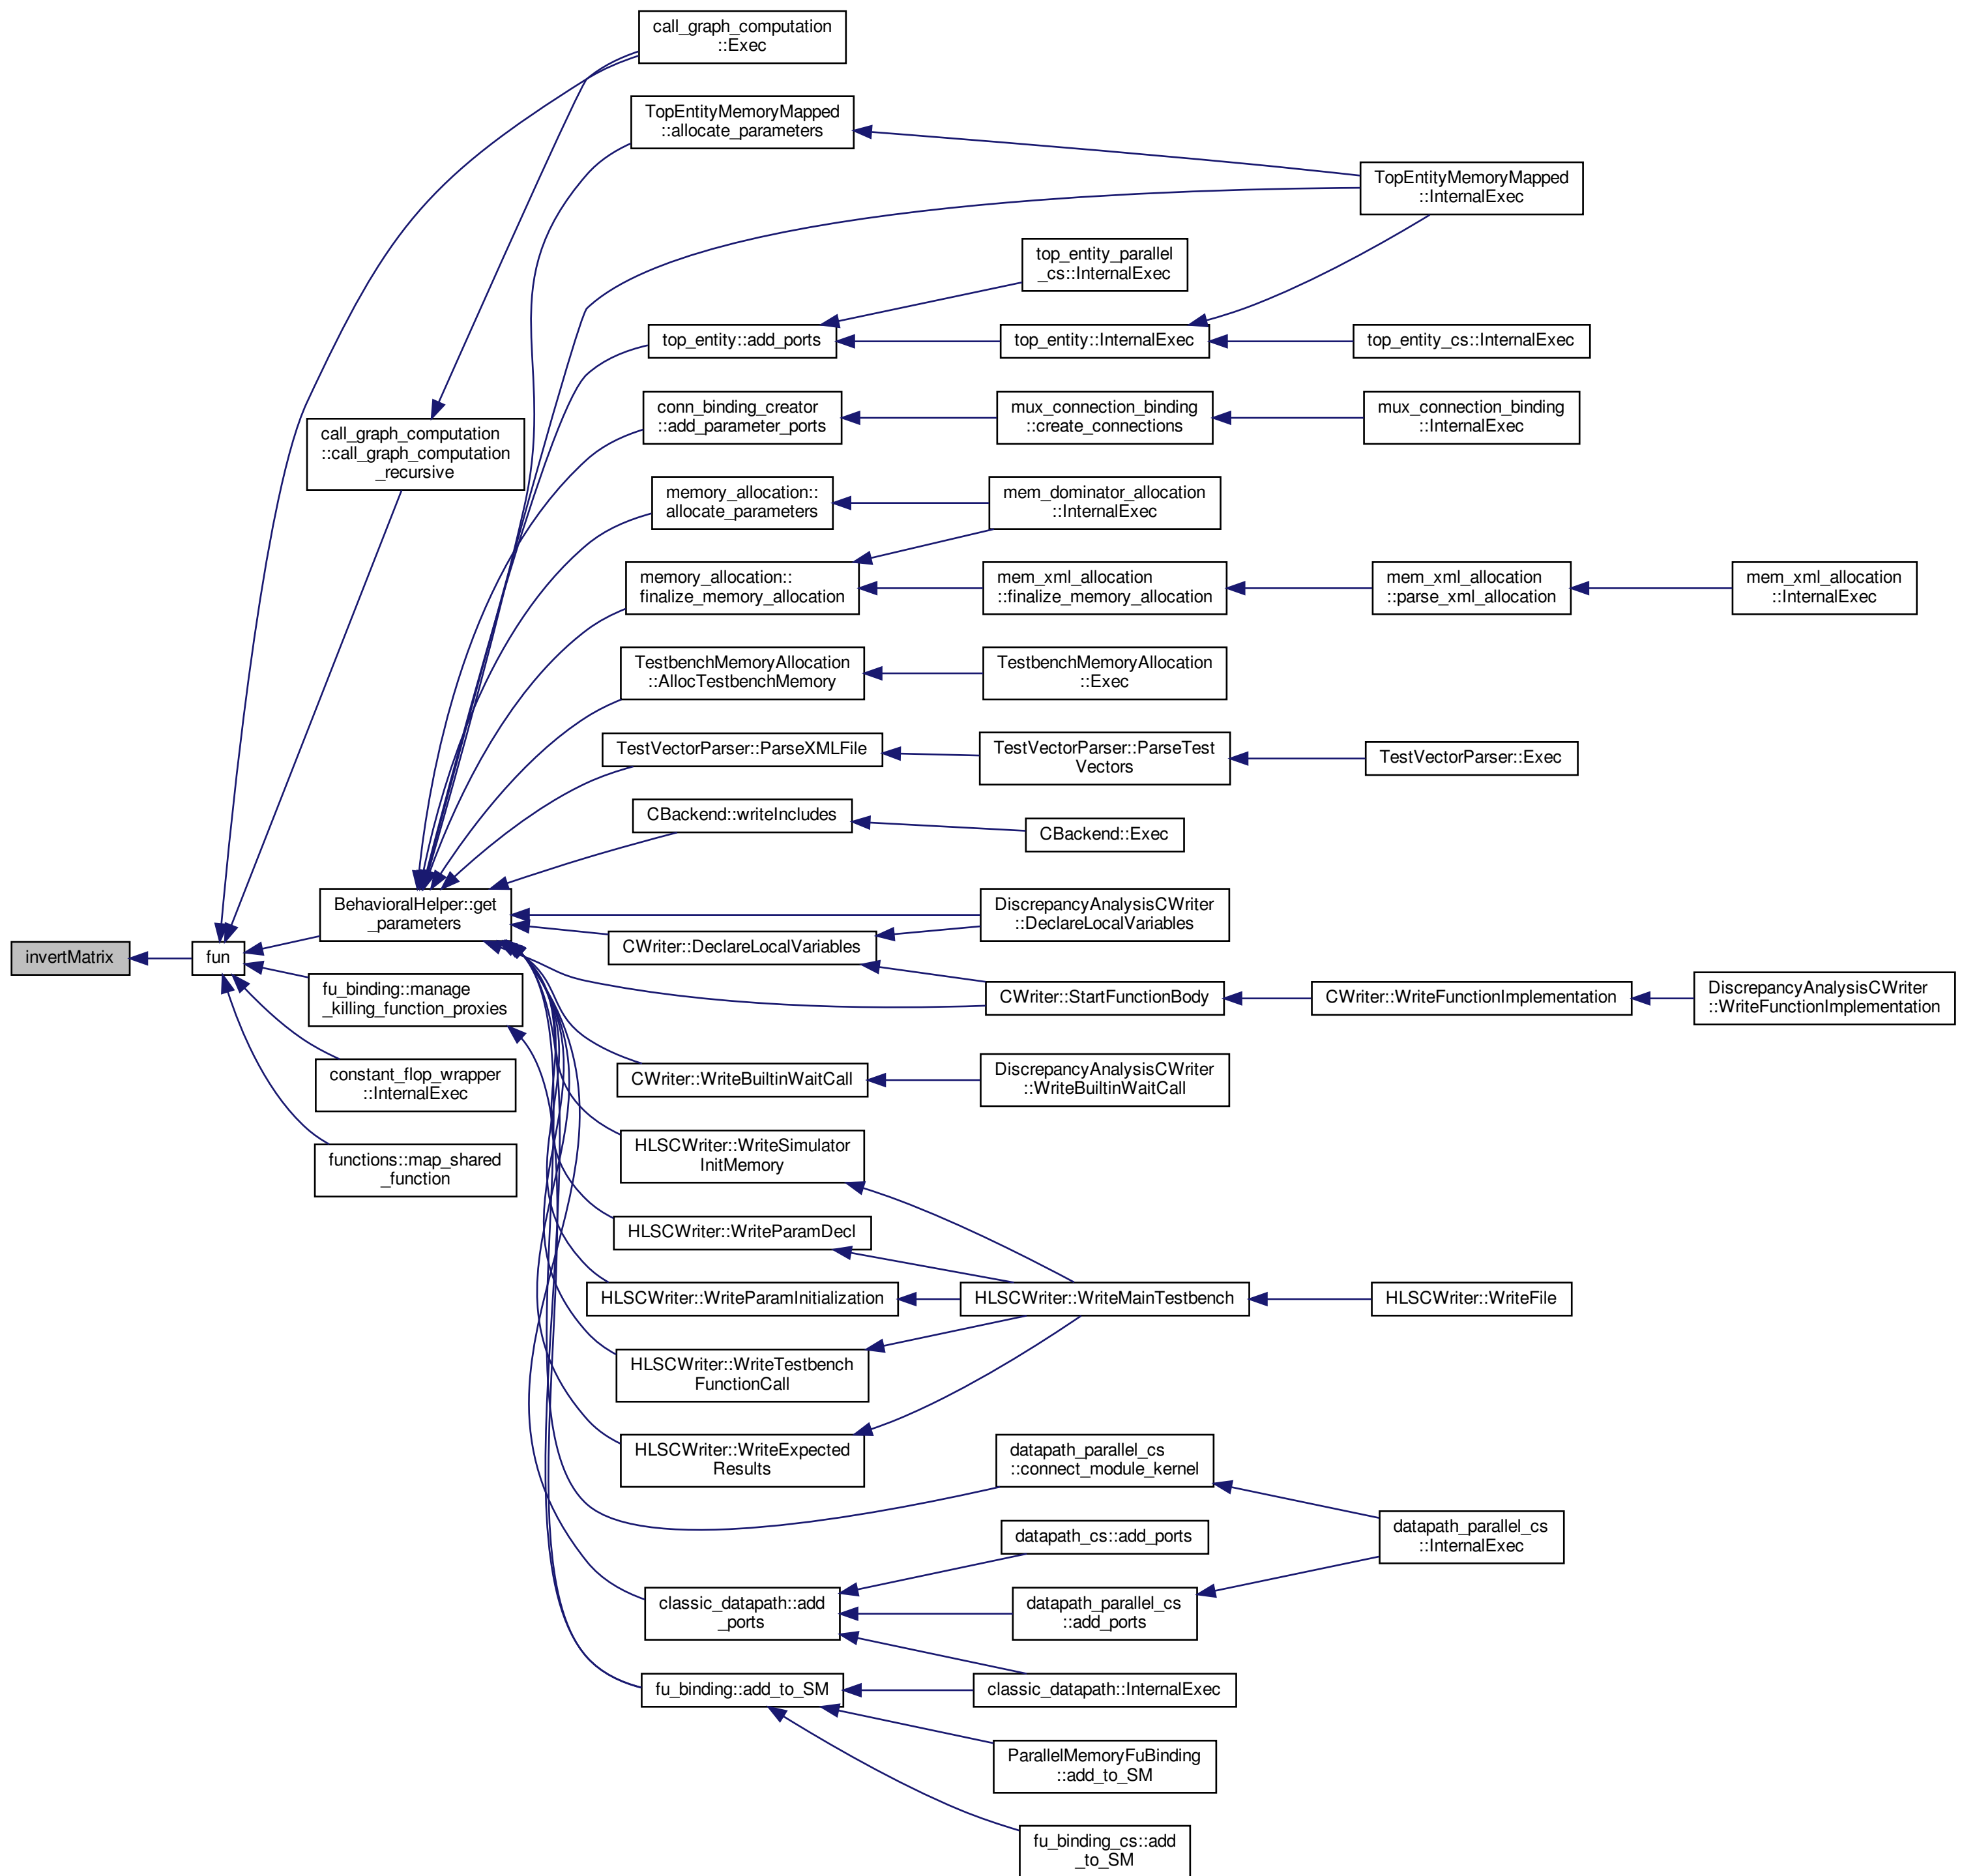 call_graph_computation
::Exec
TopEntityMemoryMapped
::allocate_parameters
TopEntityMemoryMapped
::InternalExec
top_entity_parallel
_cs::InternalExec
top_entity::add_ports
top_entity::InternalExec
top_entity_cs::InternalExec
conn_binding_creator
::add_parameter_ports
mux_connection_binding
::create_connections
mux_connection_binding
::InternalExec
call_graph_computation
::call_graph_computation
_recursive
memory_allocation::
allocate_parameters
mem_dominator_allocation
::InternalExec
memory_allocation::
finalize_memory_allocation
mem_xml_allocation
::finalize_memory_allocation
mem_xml_allocation
::parse_xml_allocation
mem_xml_allocation
::InternalExec
TestbenchMemoryAllocation
::AllocTestbenchMemory
TestbenchMemoryAllocation
::Exec
TestVectorParser::ParseXMLFile
TestVectorParser::ParseTest
Vectors
TestVectorParser::Exec
CBackend::writeIncludes
CBackend::Exec
BehavioralHelper::get
_parameters
DiscrepancyAnalysisCWriter
::DeclareLocalVariables
CWriter::DeclareLocalVariables
invertMatrix
fun
fu_binding::manage
_killing_function_proxies
CWriter::StartFunctionBody
CWriter::WriteFunctionImplementation
DiscrepancyAnalysisCWriter
::WriteFunctionImplementation
constant_flop_wrapper
::InternalExec
CWriter::WriteBuiltinWaitCall
DiscrepancyAnalysisCWriter
::WriteBuiltinWaitCall
functions::map_shared
_function
HLSCWriter::WriteSimulator
InitMemory
HLSCWriter::WriteParamDecl
HLSCWriter::WriteParamInitialization
HLSCWriter::WriteMainTestbench
HLSCWriter::WriteFile
HLSCWriter::WriteTestbench
FunctionCall
HLSCWriter::WriteExpected
Results
datapath_parallel_cs
::connect_module_kernel
datapath_cs::add_ports
datapath_parallel_cs
::InternalExec
classic_datapath::add
_ports
datapath_parallel_cs
::add_ports
fu_binding::add_to_SM
classic_datapath::InternalExec
ParallelMemoryFuBinding
::add_to_SM
fu_binding_cs::add
_to_SM